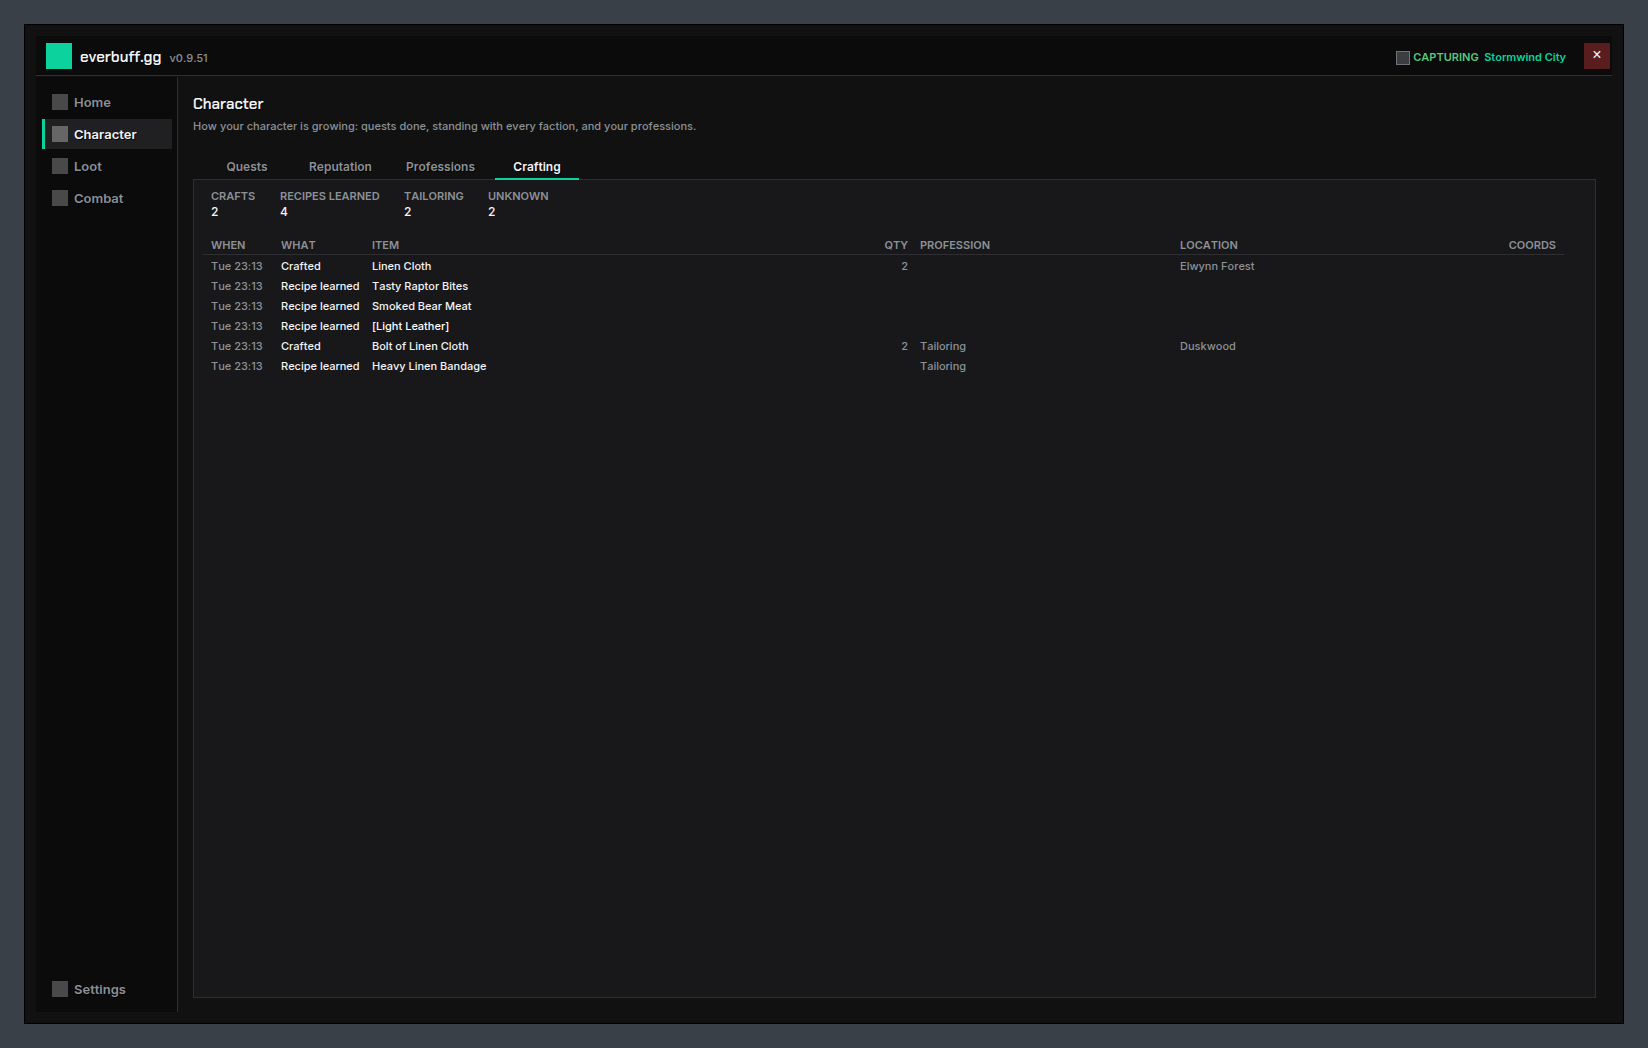 everbuff.gg v0.9.51
CAPTURING Stormwind City
×
Home
Character
Loot
Combat
Settings
Character
How your character is growing: quests done, standing with every faction, and your professions.
Quests Reputation Professions Crafting
CRAFTS RECIPES LEARNED TAILORING UNKNOWN
2 4 2 2
WHEN WHAT ITEM QTY PROFESSION LOCATION COORDS
Tue 23:13 Crafted Linen Cloth 2 Elwynn Forest
Tue 23:13 Recipe learned Tasty Raptor Bites
Tue 23:13 Recipe learned Smoked Bear Meat
Tue 23:13 Recipe learned [Light Leather]
Tue 23:13 Crafted Bolt of Linen Cloth 2 Tailoring Duskwood
Tue 23:13 Recipe learned Heavy Linen Bandage Tailoring